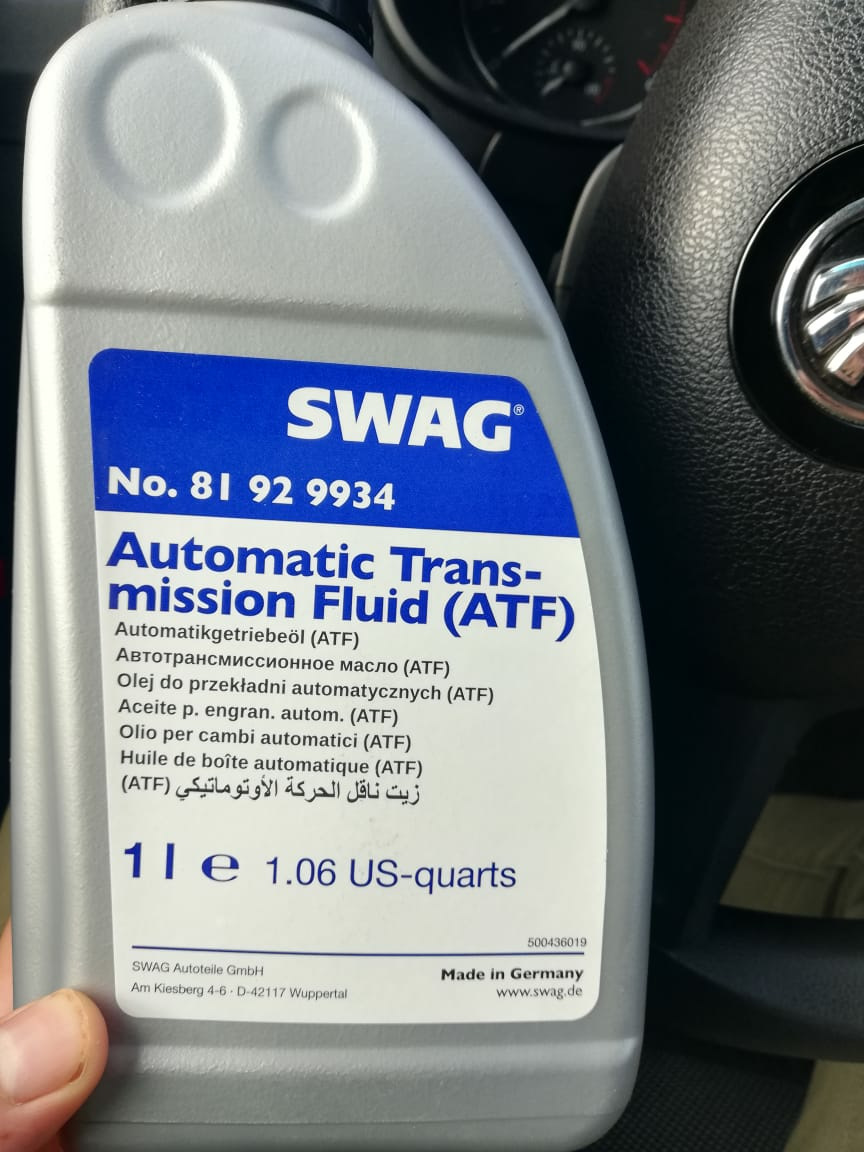 SWAG®
No. 81 92 9934
Automatic Trans-
mission Fluid (ATF)
Automatikgetriebeöl (ATF)
Автотрансмиссионное масло (ATF)
Olej do przekładni automatycznych (ATF)
Aceite p. engran. autom. (ATF)
Olio per cambi automatici (ATF)
Huile de boîte automatique (ATF)
زيت ناقل الحركة الأوتوماتيكي (ATF)
1 l ℮ 1.06 US-quarts
500436019
SWAG Autoteile GmbH
Am Kiesberg 4-6 · D-42117 Wuppertal
Made in Germany
www.swag.de